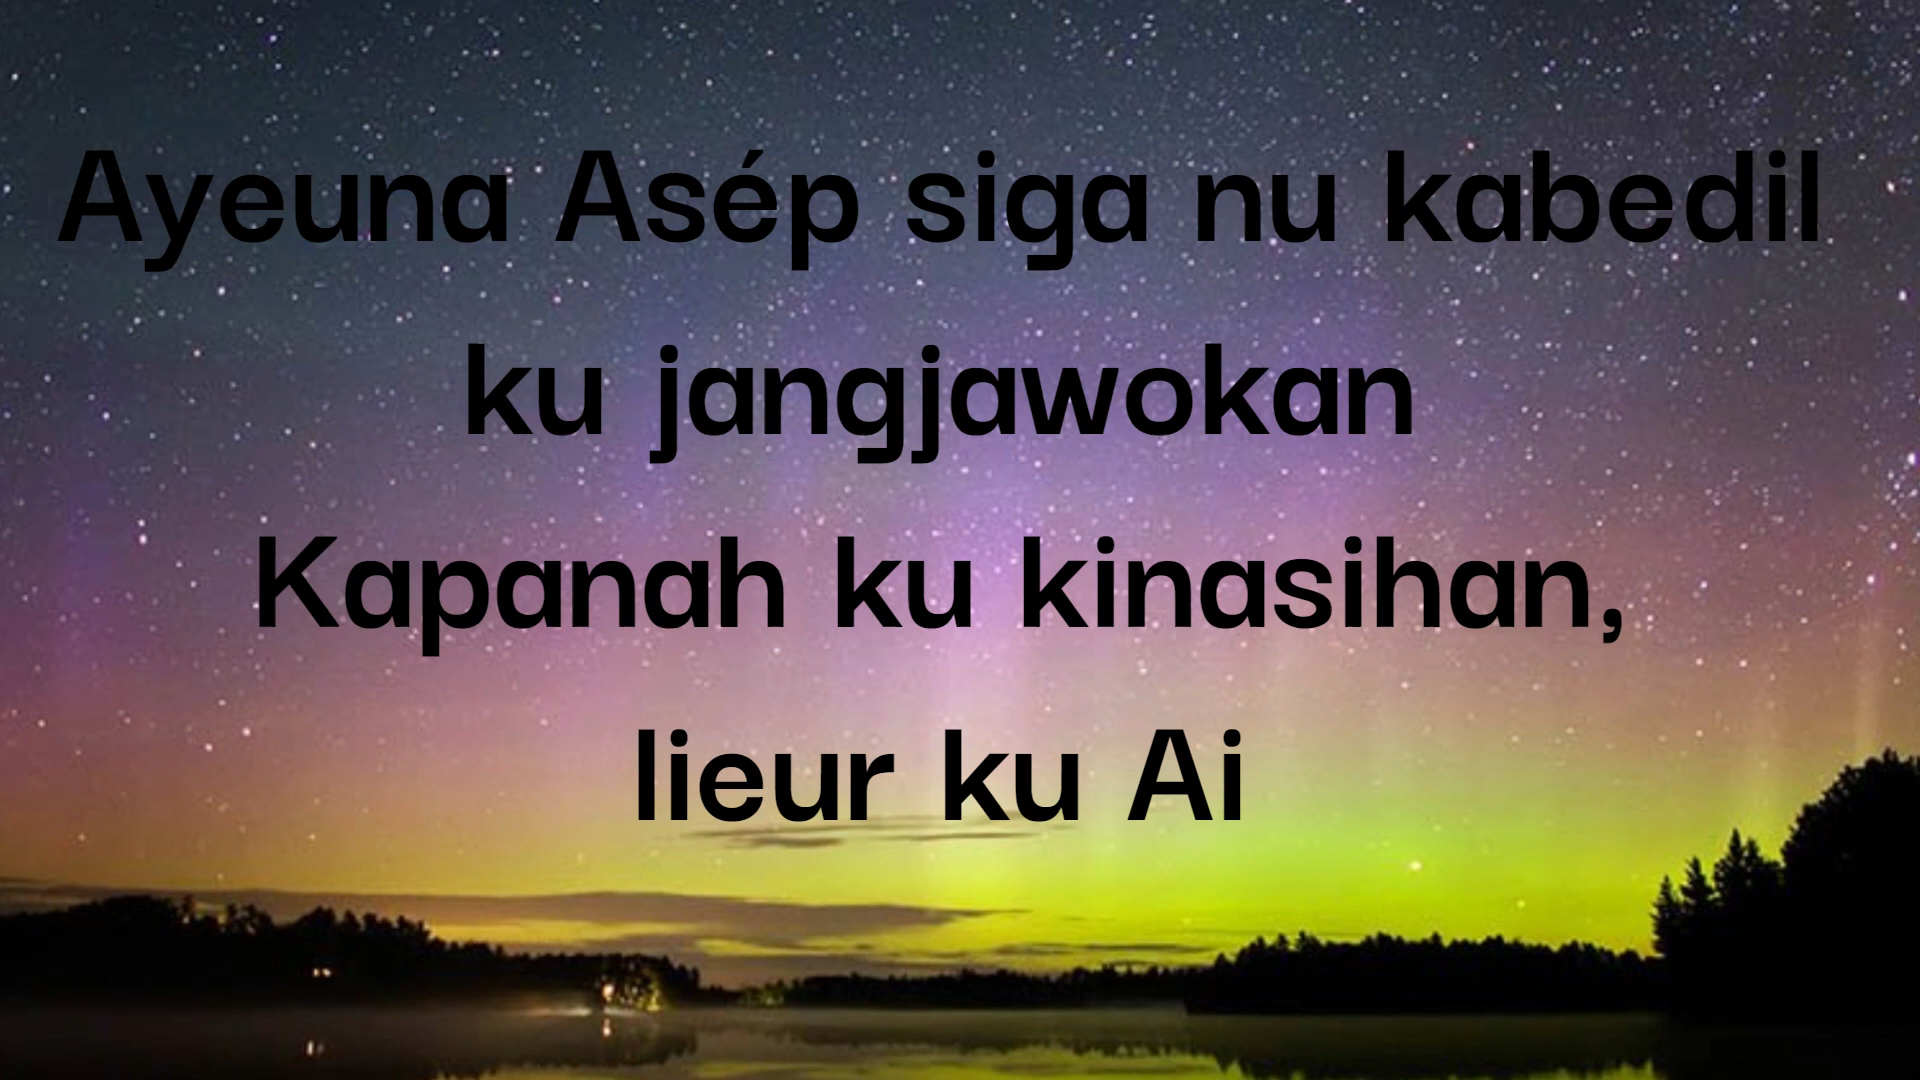 Ayeuna Asép siga nu kabedil
ku jangjawokan
Kapanah ku kinasihan,
lieur ku Ai